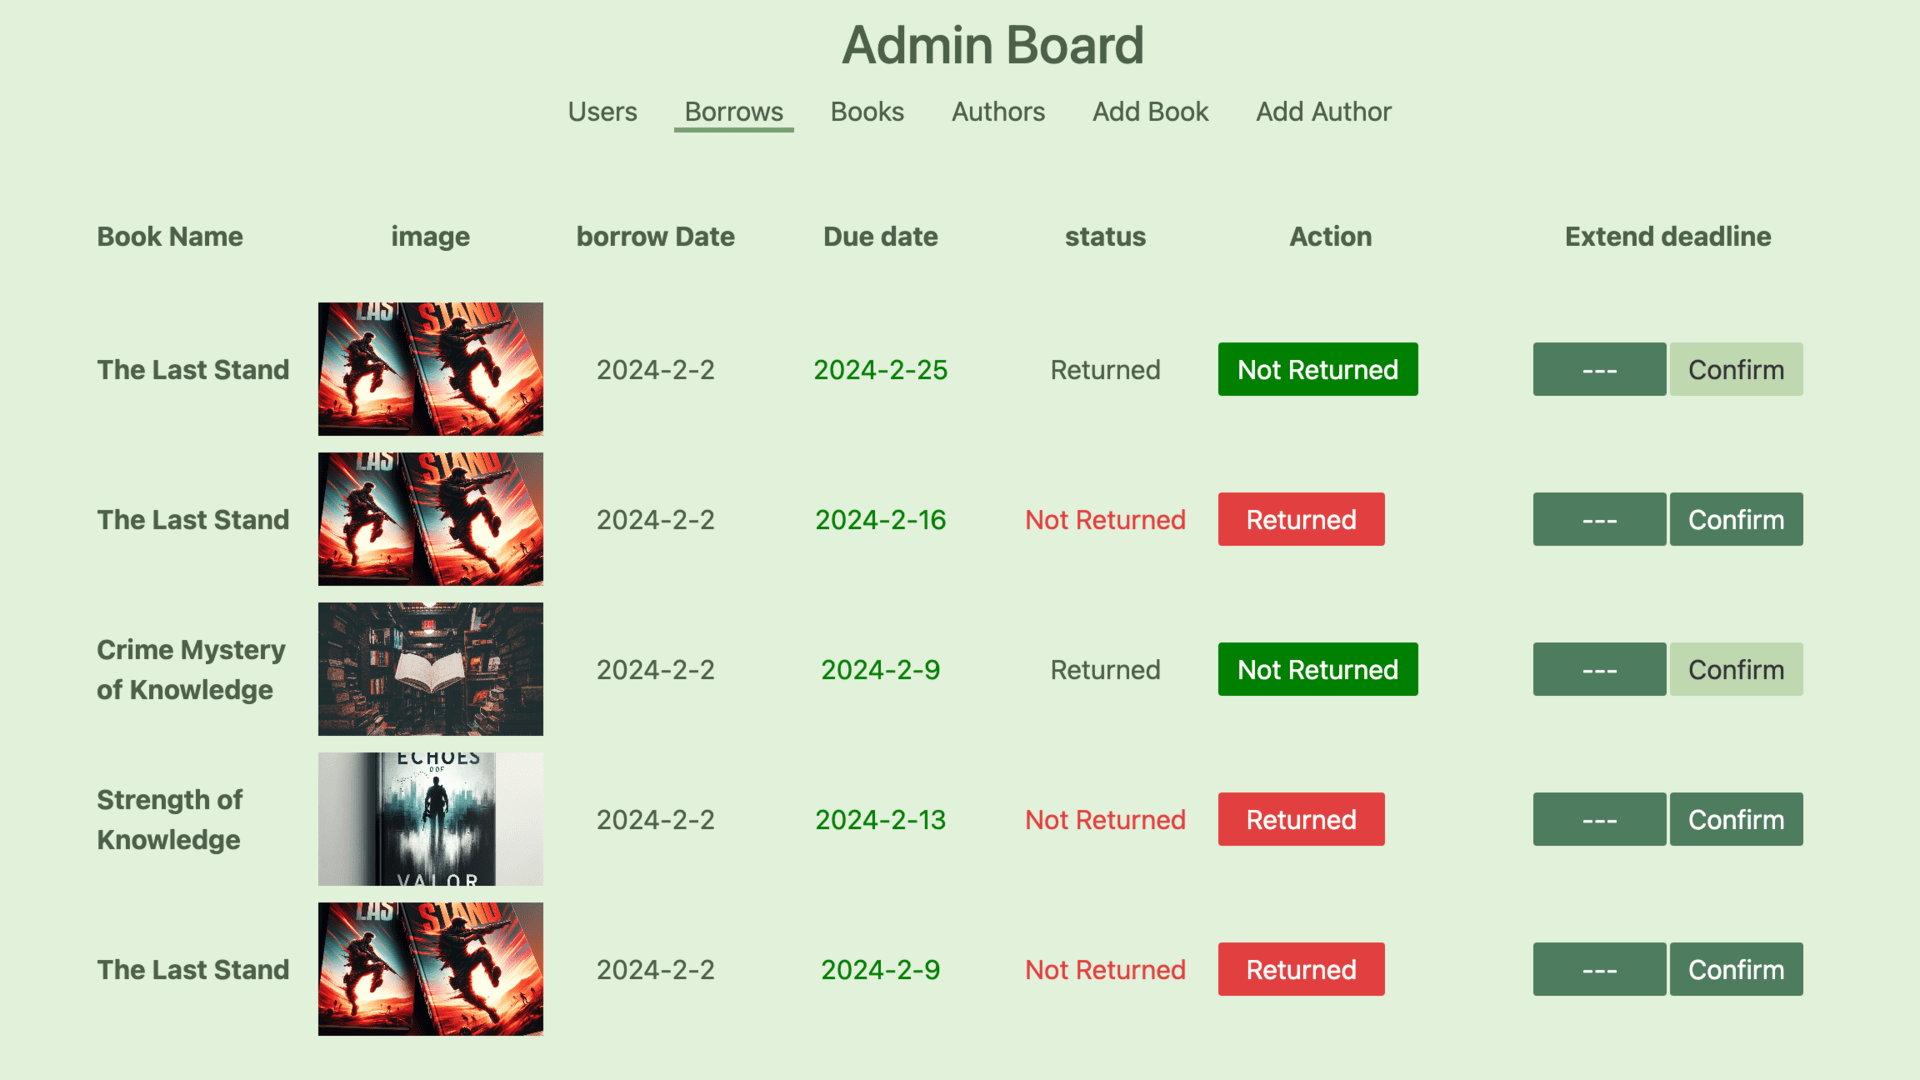 Admin Board
Users Borrows Books Authors Add Book Add Author
Book Name image borrow Date Due date status Action Extend deadline
LAS STAND
The Last Stand 2024-2-2 2024-2-25 Returned Not Returned --- Confirm
LAS STAND
The Last Stand 2024-2-2 2024-2-16 Not Returned Returned --- Confirm
Crime Mystery
of Knowledge 2024-2-2 2024-2-9 Returned Not Returned --- Confirm
ECHOES
Strength of
Knowledge 2024-2-2 2024-2-13 Not Returned Returned --- Confirm
VALOR
LAS STAND
The Last Stand 2024-2-2 2024-2-9 Not Returned Returned --- Confirm